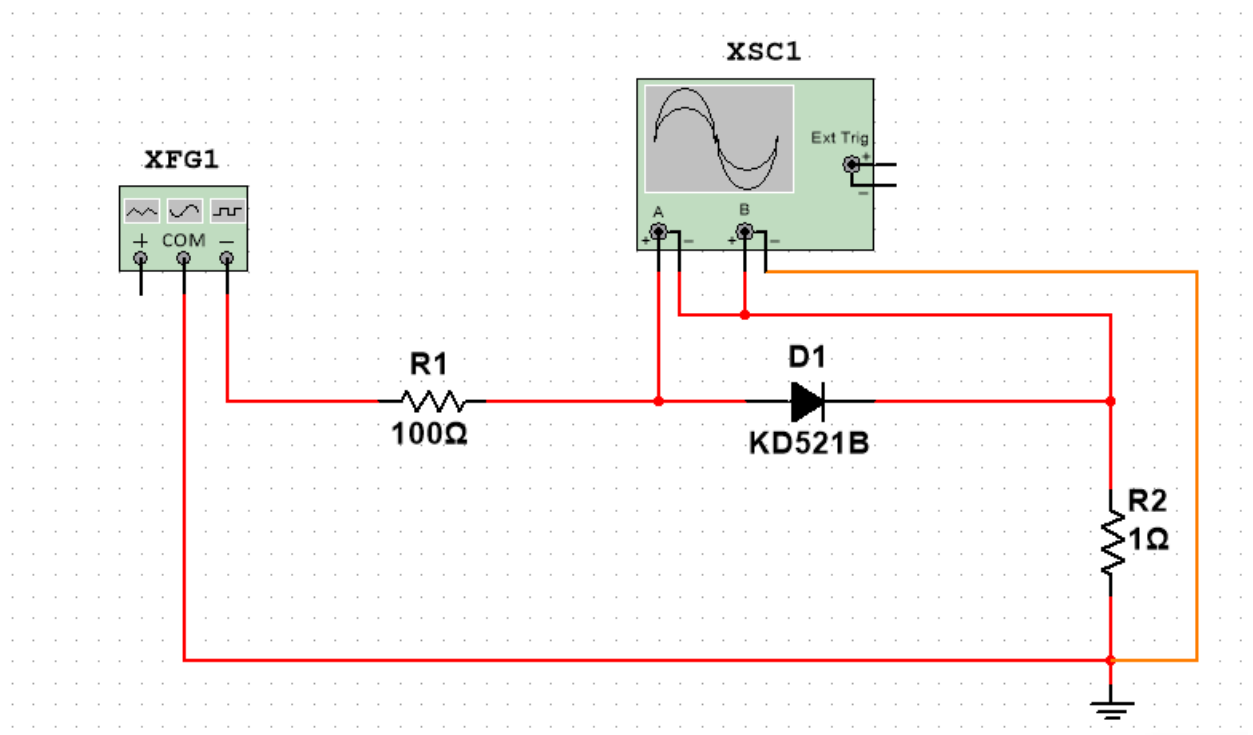 XSC1
Ext Trig
+
−
A
B
+ − + −
XFG1
+ COM −
R1
100Ω
D1
KD521B
R2
1Ω